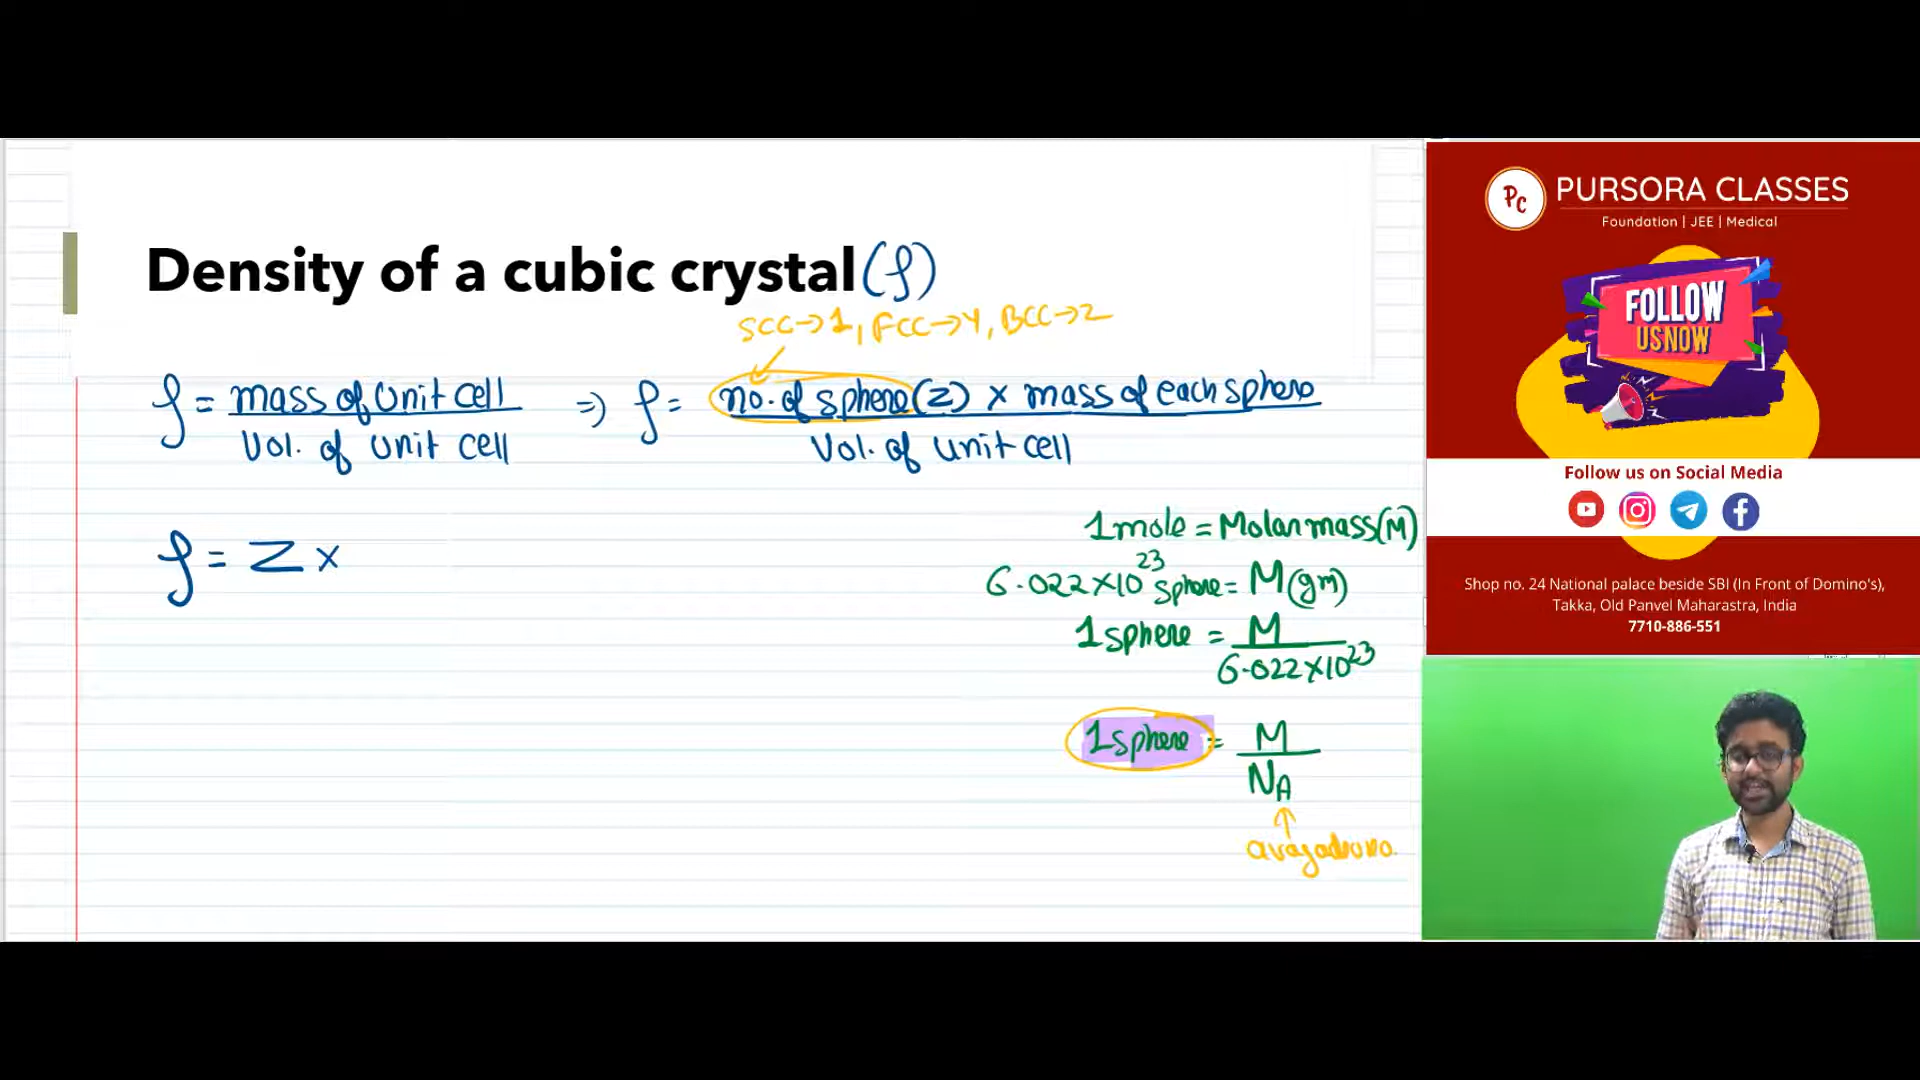 Density of a cubic crystal (ρ)
SCC→1, FCC→4, BCC→2
ρ = mass of unit cell / Vol. of unit cell ⇒ ρ = no. of sphere (Z) × mass of each sphere / Vol. of unit cell
ρ = Z ×
1 mole = Molar mass (M)
6.022×10^23 sphere = M (gm)
1 sphere = M / 6.022×10^23
1 sphere = M / N_A
↑
PC
PURSORA CLASSES
Foundation | JEE | Medical
FOLLOW
US NOW
Follow us on Social Media
Shop no. 24 National palace beside SBI (In Front of Domino's),
Takka, Old Panvel Maharastra, India
7710-886-551